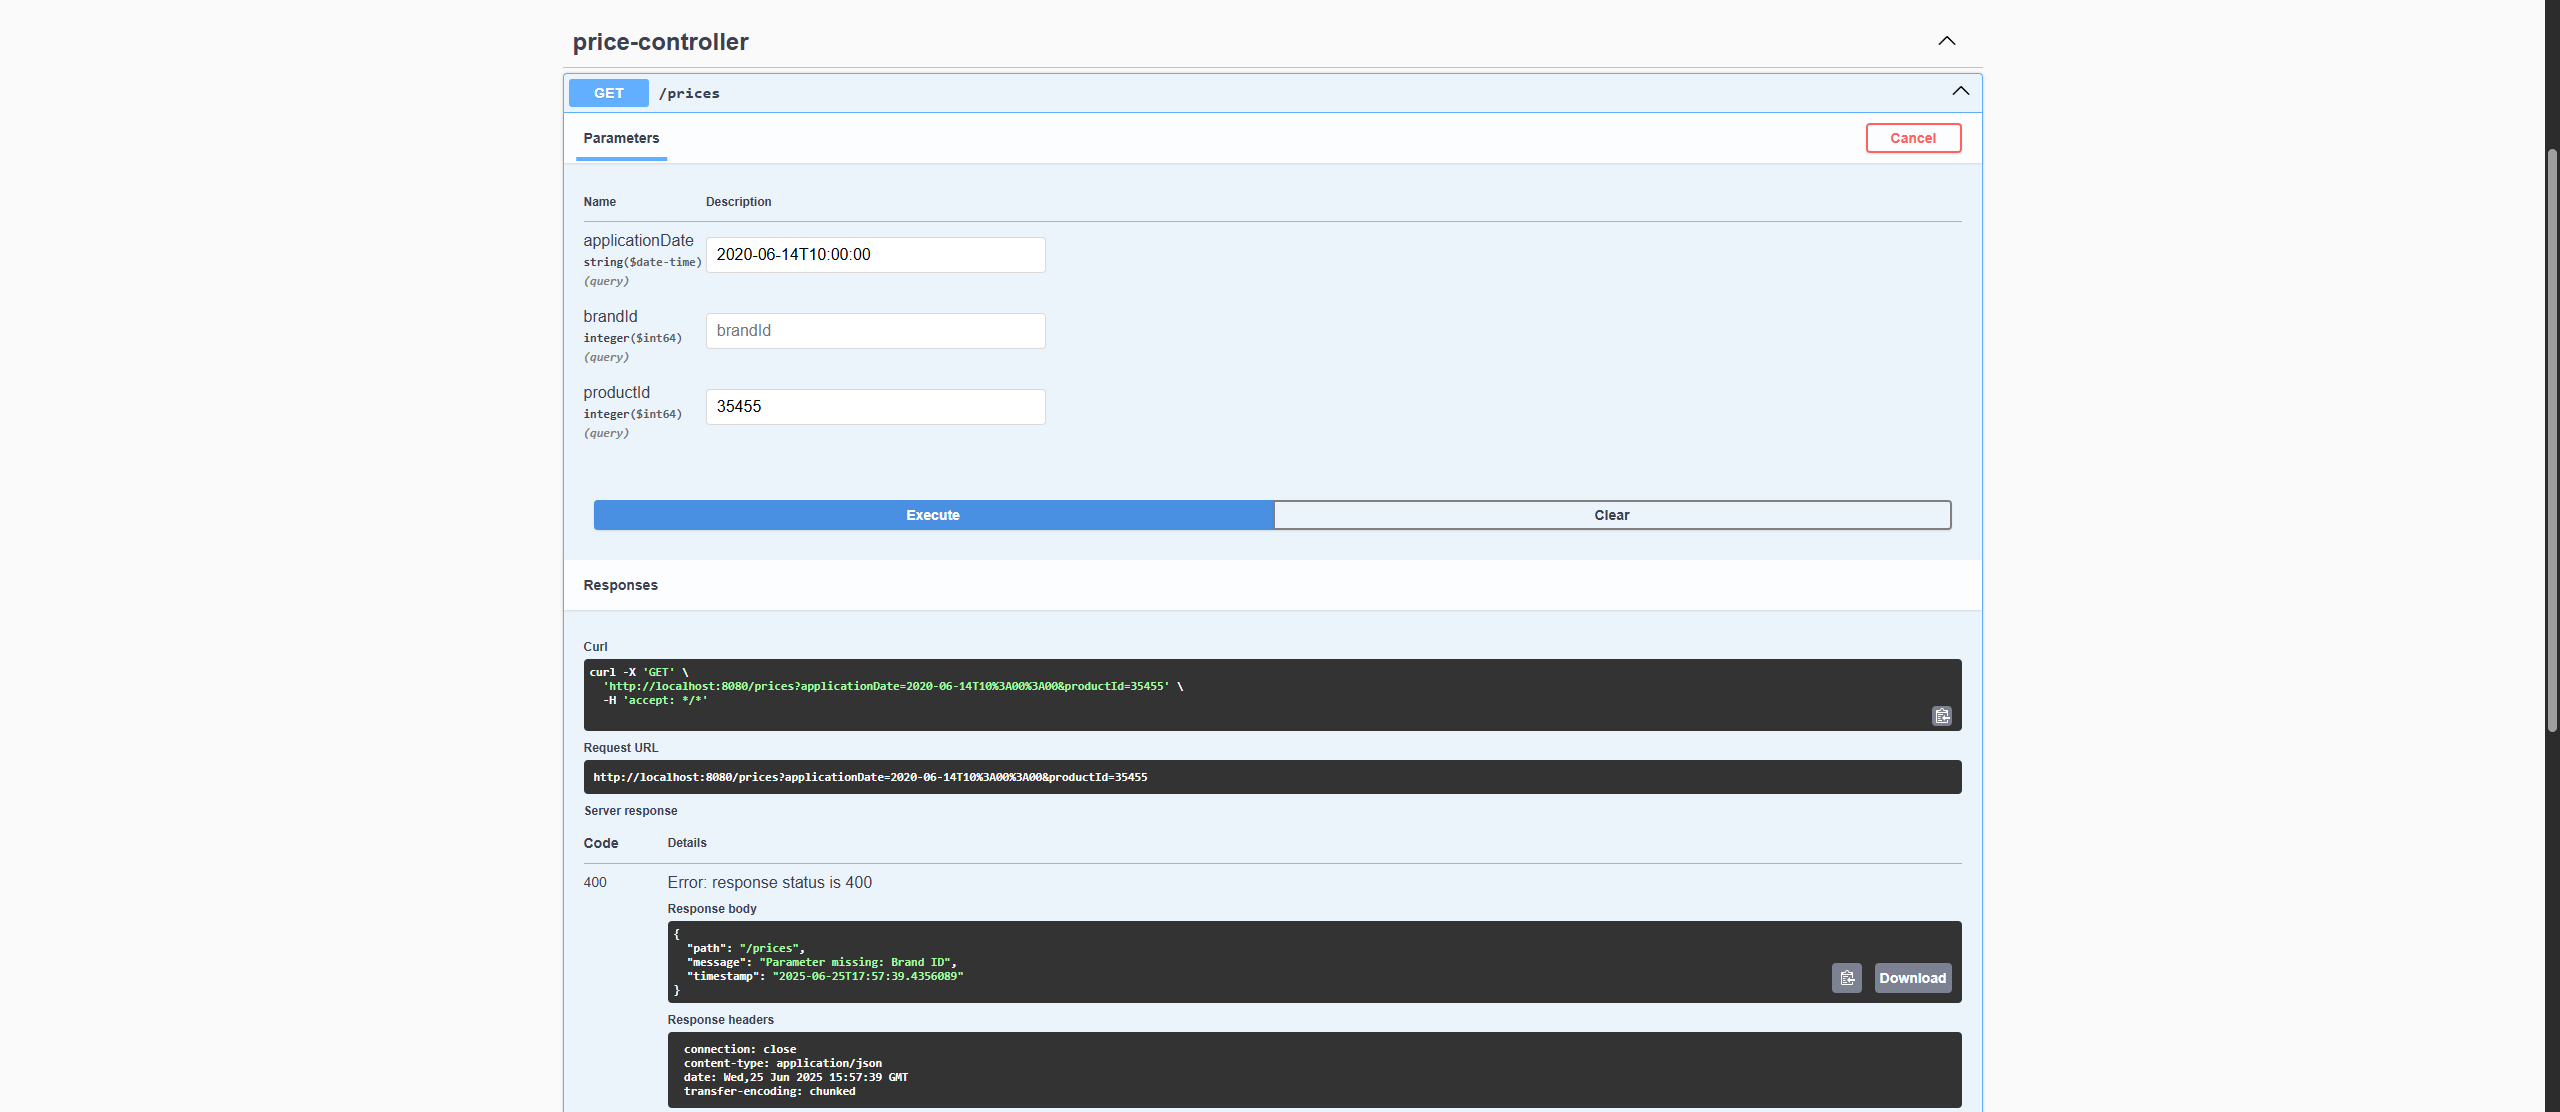 price-controller
GET /prices
Parameters
Cancel
Name Description
applicationDate
string($date-time)
(query)
2020-06-14T10:00:00
brandId
integer($int64)
(query)
brandId
productId
integer($int64)
(query)
35455
Execute Clear
Responses
Curl
curl -X 'GET' \
'http://localhost:8080/prices?applicationDate=2020-06-14T10%3A00%3A00&productId=35455' \
-H 'accept: */*'
Request URL
http://localhost:8080/prices?applicationDate=2020-06-14T10%3A00%3A00&productId=35455
Server response
Code Details
400 Error: response status is 400
Response body
{
"path": "/prices",
"message": "Parameter missing: Brand ID",
"timestamp": "2025-06-25T17:57:39.4356089"
}
Download
Response headers
connection: close
content-type: application/json
date: Wed,25 Jun 2025 15:57:39 GMT
transfer-encoding: chunked